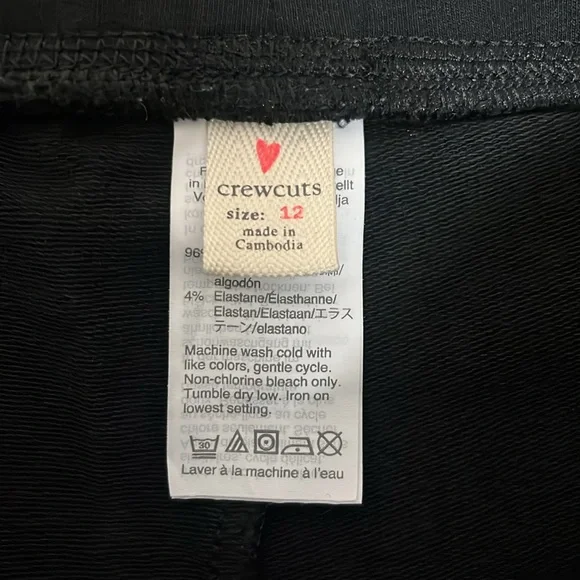 crewcuts
size: 12
made in
Cambodia
algodón
4% Elastane/Élasthanne/
Elastan/Elastaan/エラス
テーン/elastano
Machine wash cold with
like colors, gentle cycle.
Non-chlorine bleach only.
Tumble dry low. Iron on
lowest setting.
30
Laver à la machine à l'eau